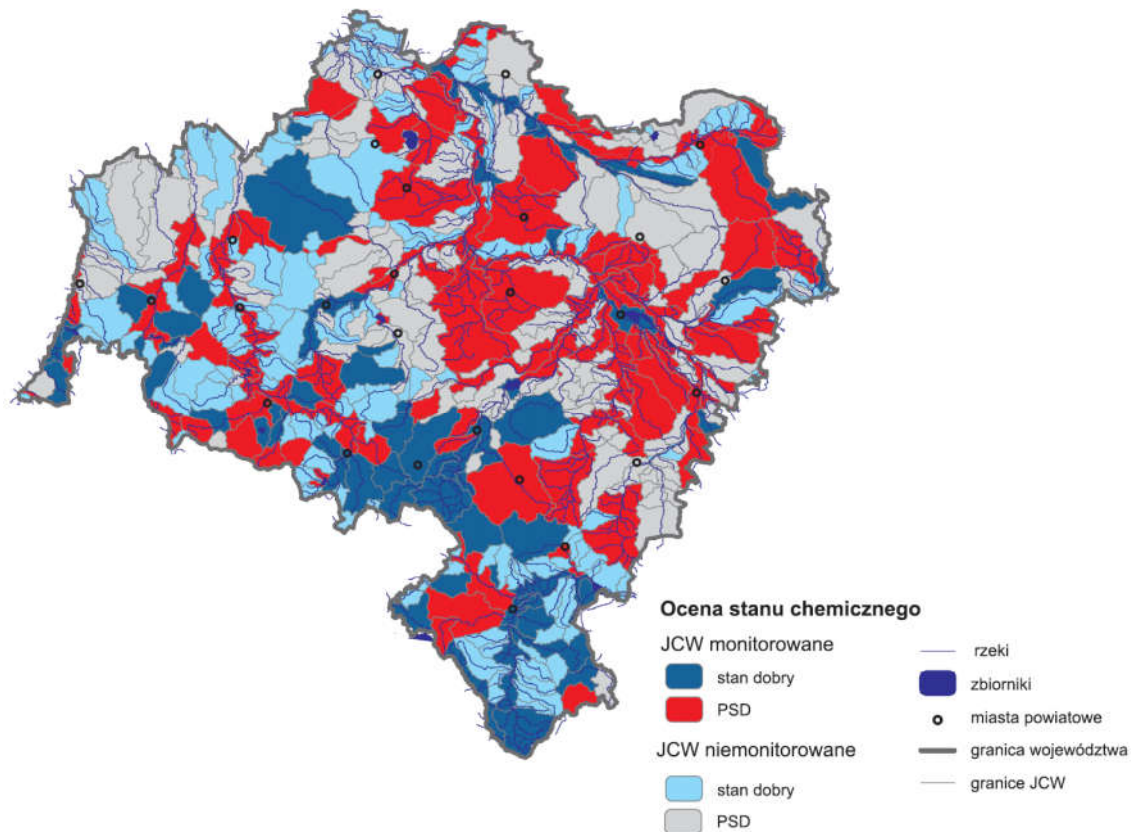 Ocena stanu chemicznego
JCW monitorowane
stan dobry
PSD
JCW niemonitorowane
stan dobry
PSD
rzeki
zbiorniki
miasta powiatowe
granica województwa
granice JCW